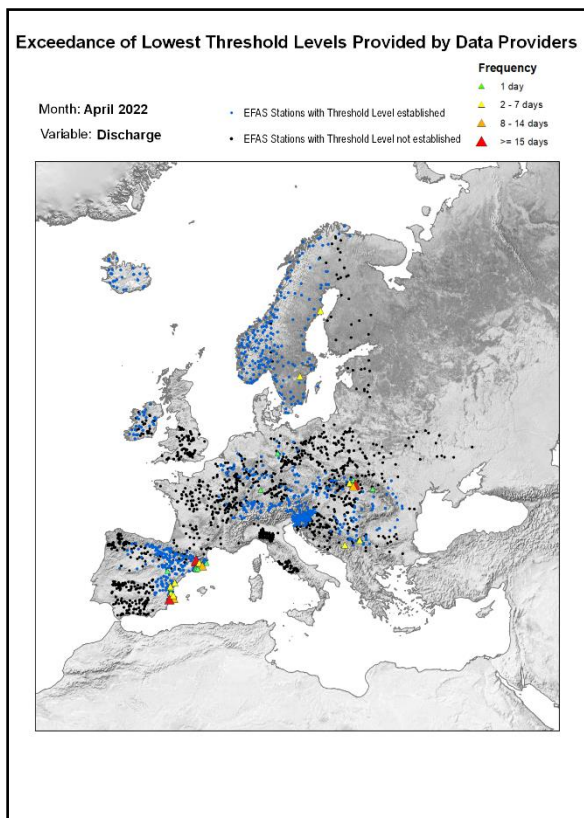 Exceedance of Lowest Threshold Levels Provided by Data Providers
Frequency
1 day
2 - 7 days
8 - 14 days
>= 15 days
Month: April 2022
Variable: Discharge
EFAS Stations with Threshold Level established
EFAS Stations with Threshold Level not established